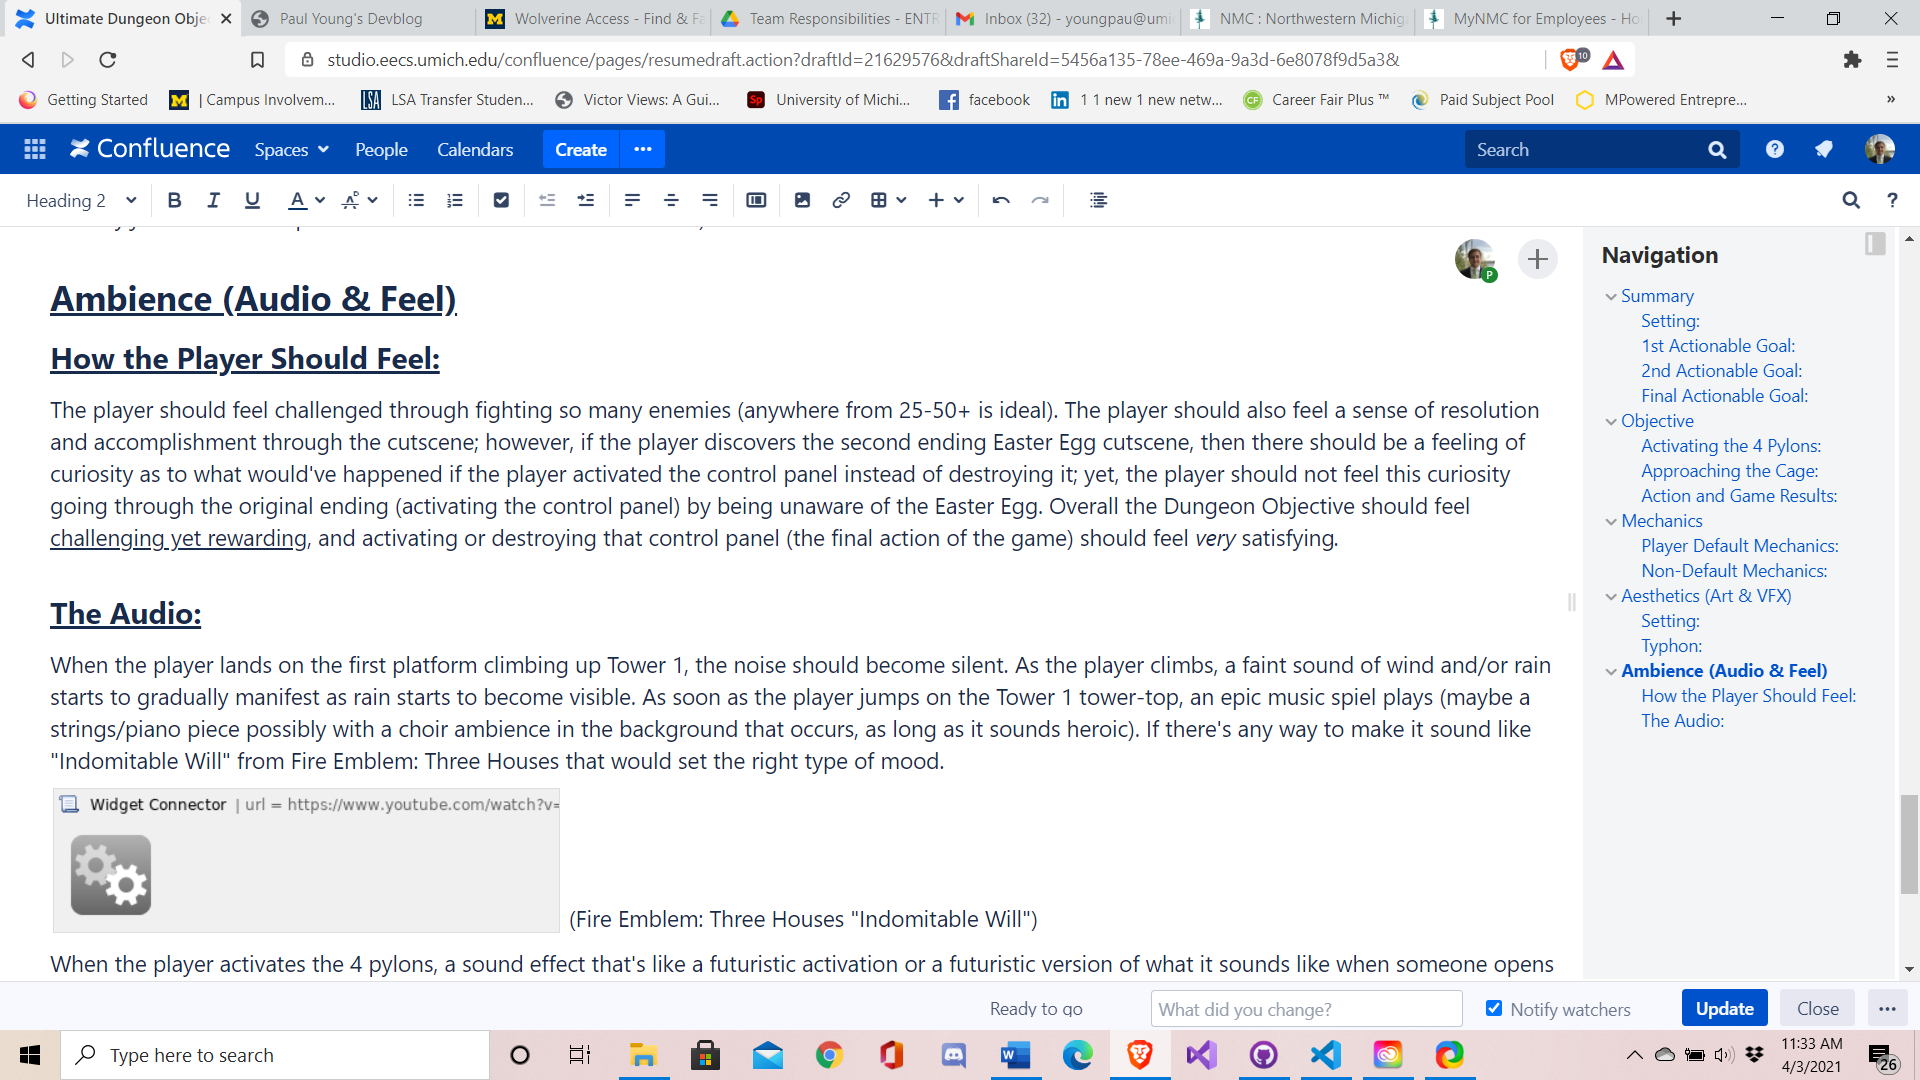 Ultimate Dungeon Obje
Paul Young's Devblog
Wolverine Access - Find & Fa
Team Responsibilities - ENTR
Inbox (32) - youngpau@umi
NMC : Northwestern Michig
MyNMC for Employees - Ho
studio.eecs.umich.edu/confluence/pages/resumedraft.action?draftId=21629576&draftShareId=5456a135-78ee-469a-9a3d-6e8078f9d5a3&
10
Getting Started
| Campus Involvem...
LSA Transfer Studen...
Victor Views: A Gui...
University of Michi...
facebook
1 1 new 1 new netw...
Career Fair Plus ™
Paid Subject Pool
MPowered Entrepre...
»
Confluence
Spaces
People
Calendars
Create
Search
Heading 2
B I U A
Ambience (Audio & Feel)
How the Player Should Feel:
The player should feel challenged through fighting so many enemies (anywhere from 25-50+ is ideal). The player should also feel a sense of resolution
and accomplishment through the cutscene; however, if the player discovers the second ending Easter Egg cutscene, then there should be a feeling of
curiosity as to what would've happened if the player activated the control panel instead of destroying it; yet, the player should not feel this curiosity
going through the original ending (activating the control panel) by being unaware of the Easter Egg. Overall the Dungeon Objective should feel
challenging yet rewarding, and activating or destroying that control panel (the final action of the game) should feel very satisfying.
The Audio:
When the player lands on the first platform climbing up Tower 1, the noise should become silent. As the player climbs, a faint sound of wind and/or rain
starts to gradually manifest as rain starts to become visible. As soon as the player jumps on the Tower 1 tower-top, an epic music spiel plays (maybe a
strings/piano piece possibly with a choir ambience in the background that occurs, as long as it sounds heroic). If there's any way to make it sound like
"Indomitable Will" from Fire Emblem: Three Houses that would set the right type of mood.
Widget Connector | url = https://www.youtube.com/watch?v=
(Fire Emblem: Three Houses "Indomitable Will")
When the player activates the 4 pylons, a sound effect that's like a futuristic activation or a futuristic version of what it sounds like when someone opens
P
Navigation
Summary
Setting:
1st Actionable Goal:
2nd Actionable Goal:
Final Actionable Goal:
Objective
Activating the 4 Pylons:
Approaching the Cage:
Action and Game Results:
Mechanics
Player Default Mechanics:
Non-Default Mechanics:
Aesthetics (Art & VFX)
Setting:
Typhon:
Ambience (Audio & Feel)
How the Player Should Feel:
The Audio:
Ready to go
What did you change?
Notify watchers
Update
Close
Type here to search
11:33 AM
4/3/2021
26